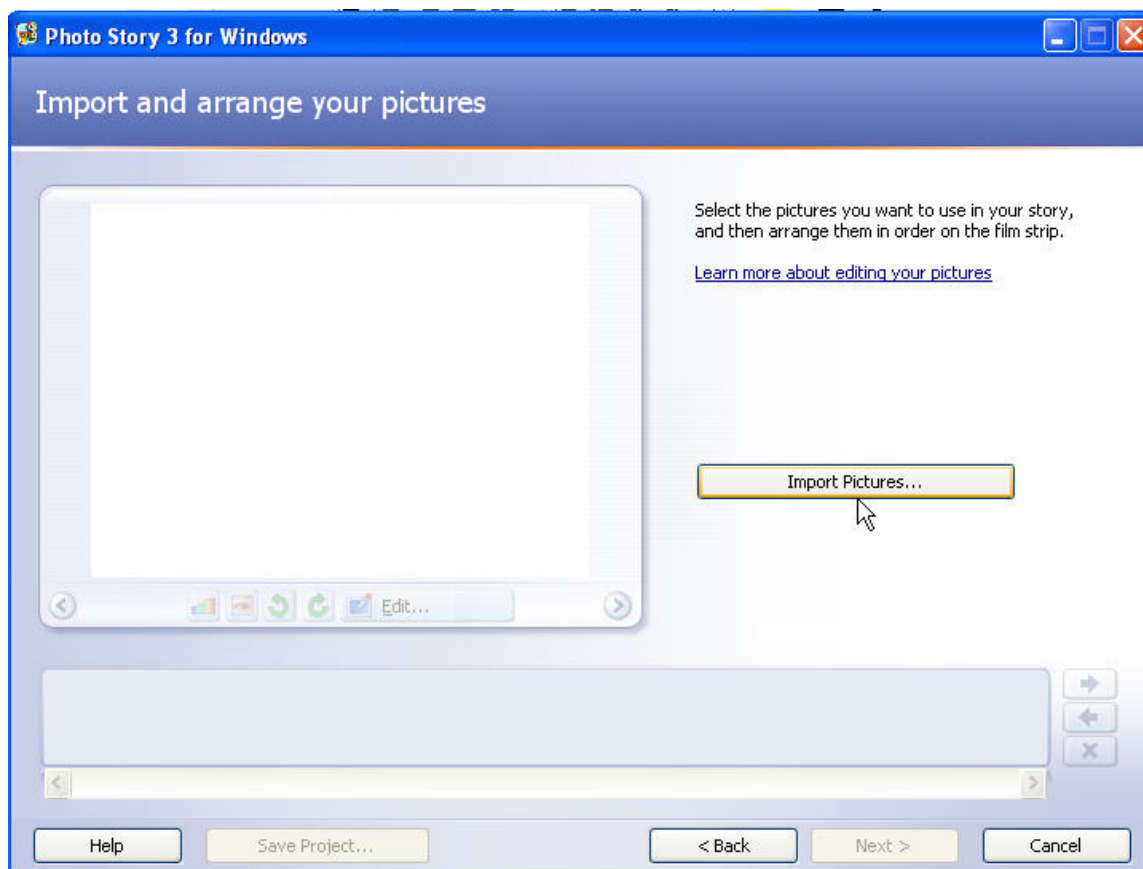 Photo Story 3 for Windows
Import and arrange your pictures
Select the pictures you want to use in your story,
and then arrange them in order on the film strip.
Learn more about editing your pictures
Import Pictures...
Edit...
Help
Save Project...
< Back
Next >
Cancel